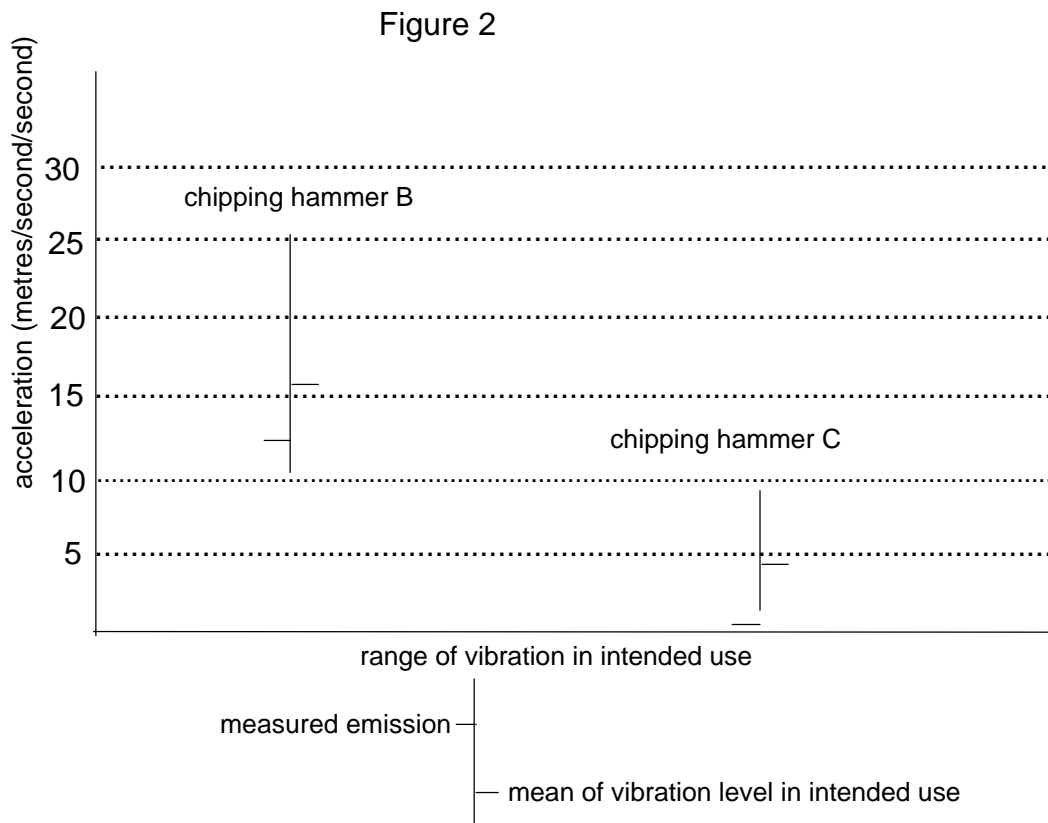 Figure 2
acceleration (metres/second/second)
30
chipping hammer B
25
20
15
chipping hammer C
10
5
range of vibration in intended use
measured emission
mean of vibration level in intended use